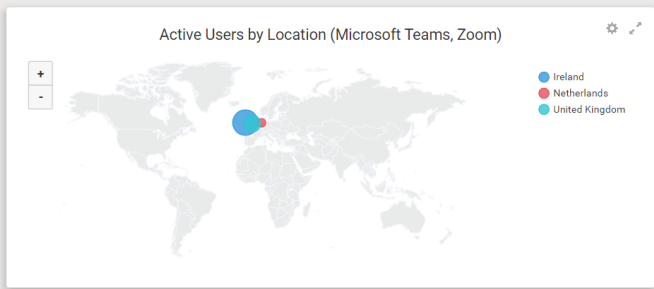 Active Users by Location (Microsoft Teams, Zoom)
+
-
Ireland
Netherlands
United Kingdom